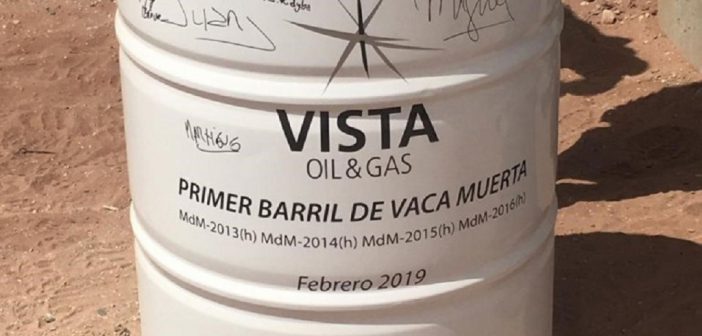 Juan
VISTA
OIL & GAS
PRIMER BARRIL DE VACA MUERTA
MdM-2013(h) MdM-2014(h) MdM-2015(h) MdM-2016(h)
Febrero 2019